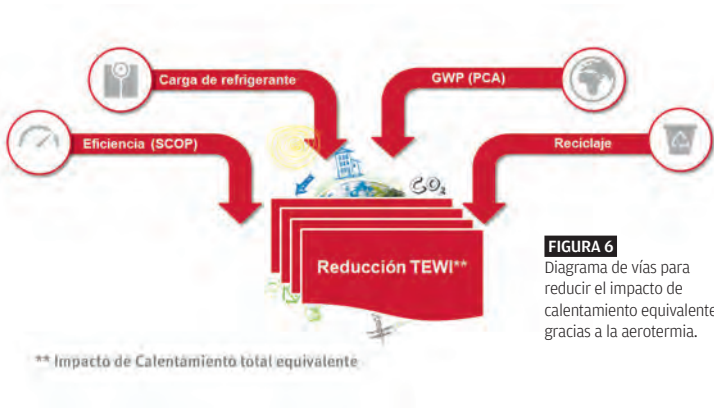 Carga de refrigerante
GWP (PCA)
Eficiencia (SCOP)
Reciclaje
CO₂
Reducción TEWI**
FIGURA 6
Diagrama de vías para
reducir el impacto de
calentamiento equivalente
gracias a la aerotermia.
** Impacto de Calentamiento total equivalente